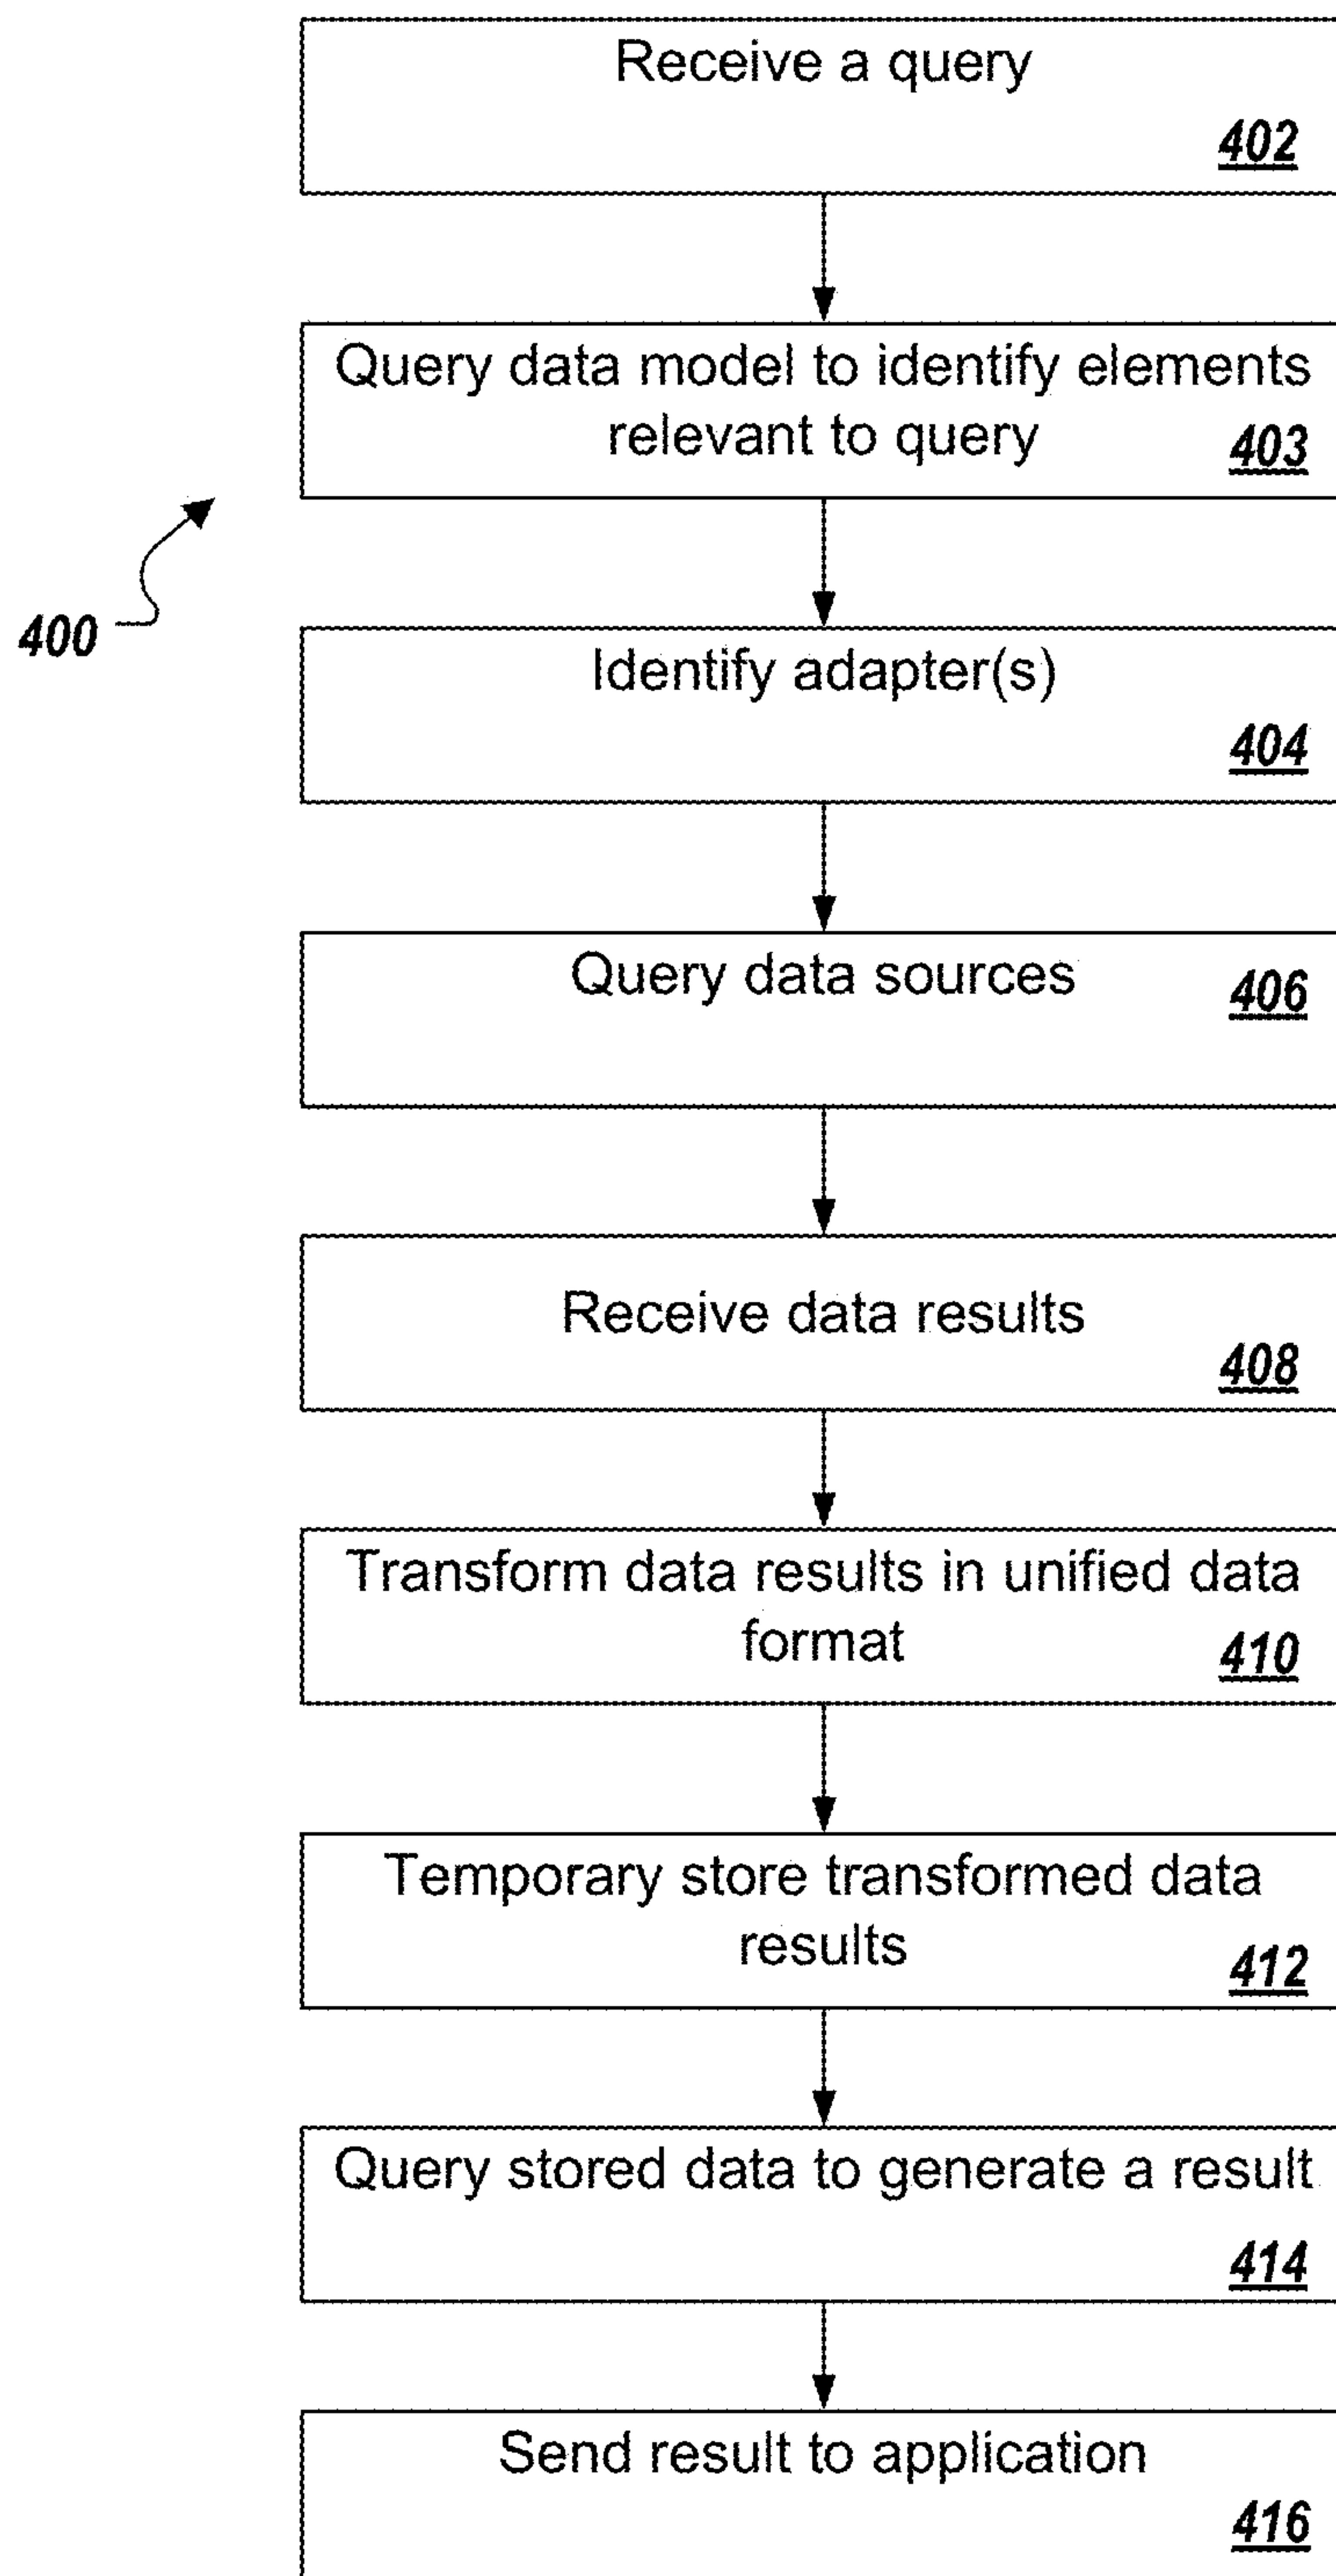 Receive a query
402
Query data model to identify elements
relevant to query
403
400
Identify adapter(s)
404
Query data sources
406
Receive data results
408
Transform data results in unified data
format
410
Temporary store transformed data
results
412
Query stored data to generate a result
414
Send result to application
416